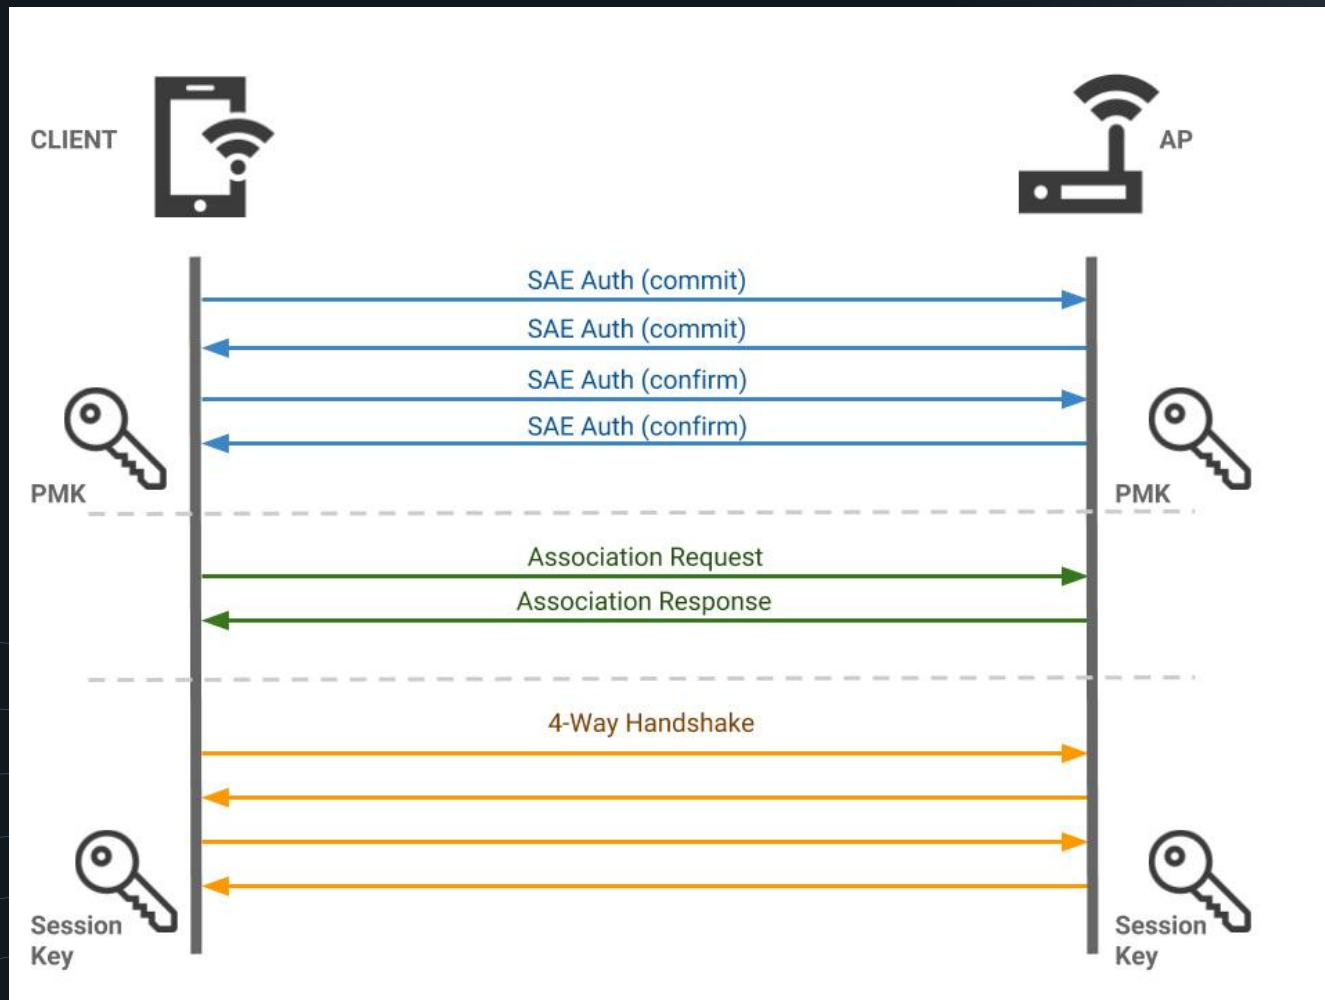 CLIENT
AP
SAE Auth (commit)
SAE Auth (commit)
SAE Auth (confirm)
SAE Auth (confirm)
PMK
PMK
Association Request
Association Response
4-Way Handshake
Session
Key
Session
Key